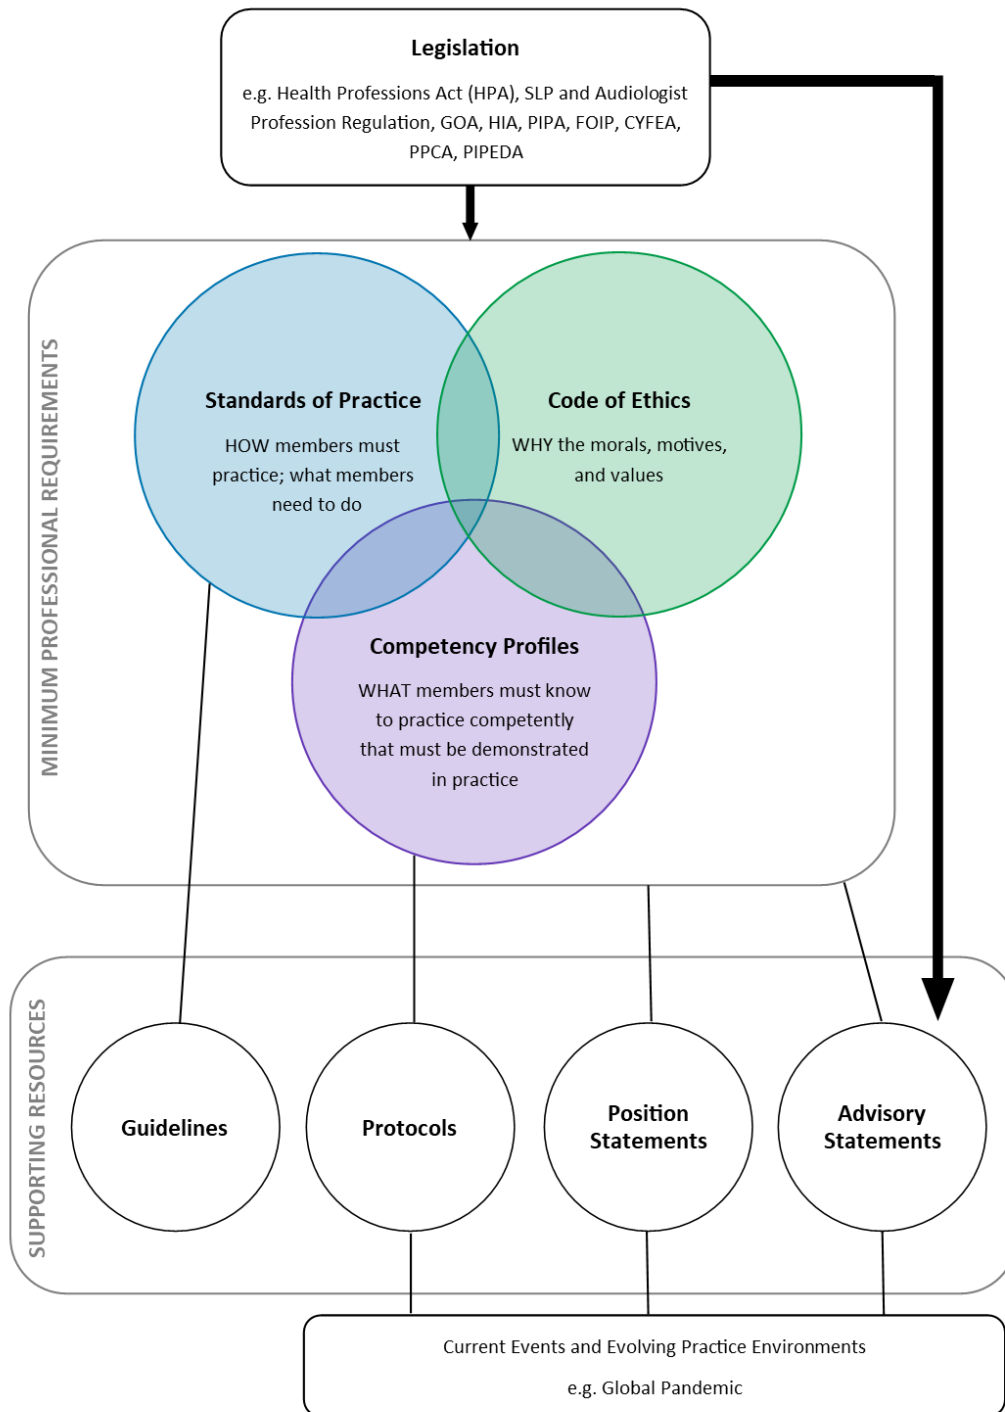 Legislation
e.g. Health Professions Act (HPA), SLP and Audiologist
Profession Regulation, GOA, HIA, PIPA, FOIP, CYFEA,
PPCA, PIPEDA
MINIMUM PROFESSIONAL REQUIREMENTS
Standards of Practice
HOW members must
practice; what members
need to do
Code of Ethics
WHY the morals, motives,
and values
Competency Profiles
WHAT members must know
to practice competently
that must be demonstrated
in practice
SUPPORTING RESOURCES
Guidelines
Protocols
Position
Statements
Advisory
Statements
Current Events and Evolving Practice Environments
e.g. Global Pandemic